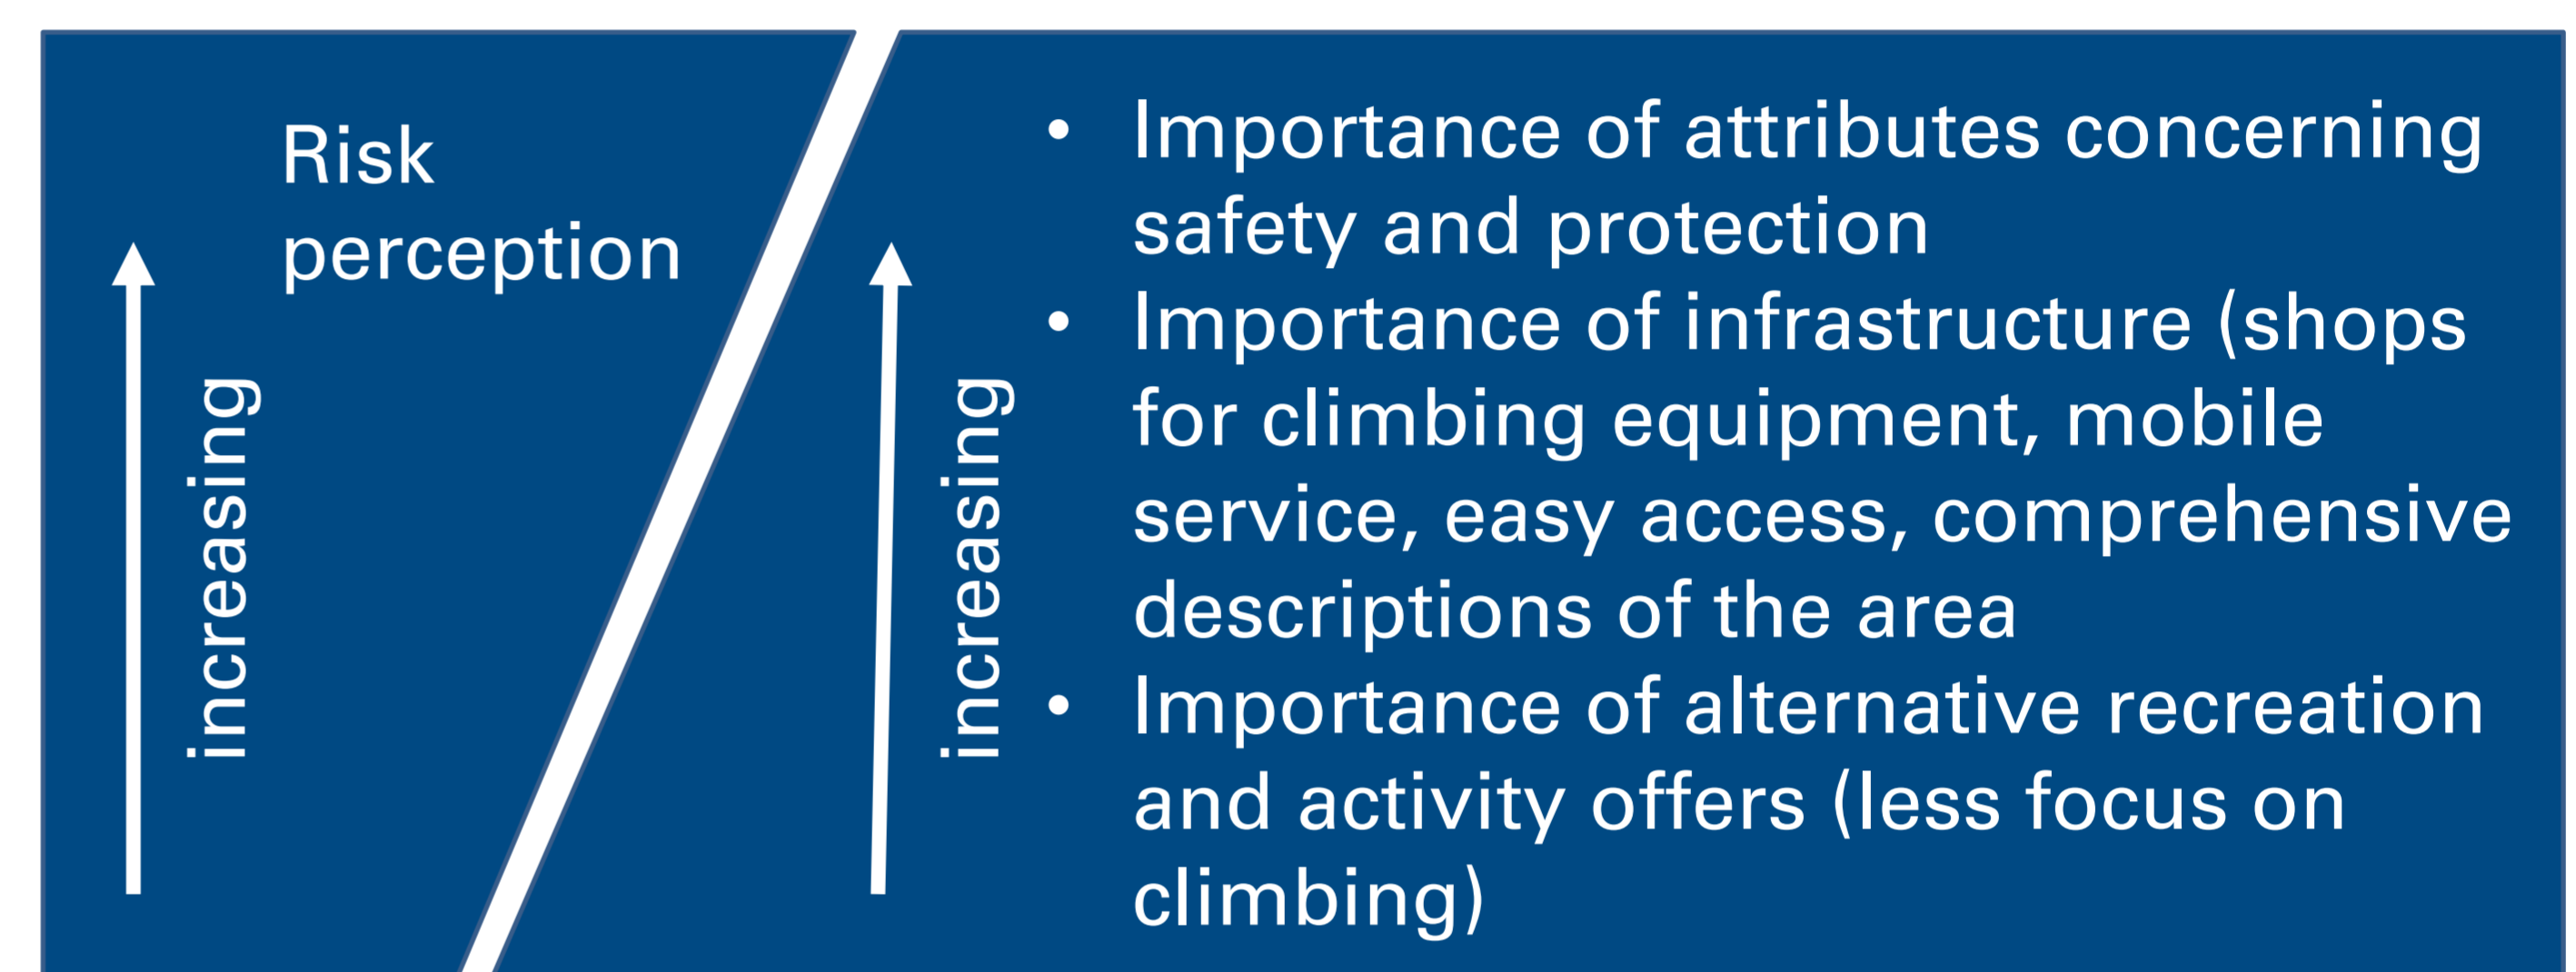 Risk
perception
increasing
increasing
• Importance of attributes concerning
safety and protection
• Importance of infrastructure (shops
for climbing equipment, mobile
service, easy access, comprehensive
descriptions of the area
• Importance of alternative recreation
and activity offers (less focus on
climbing)